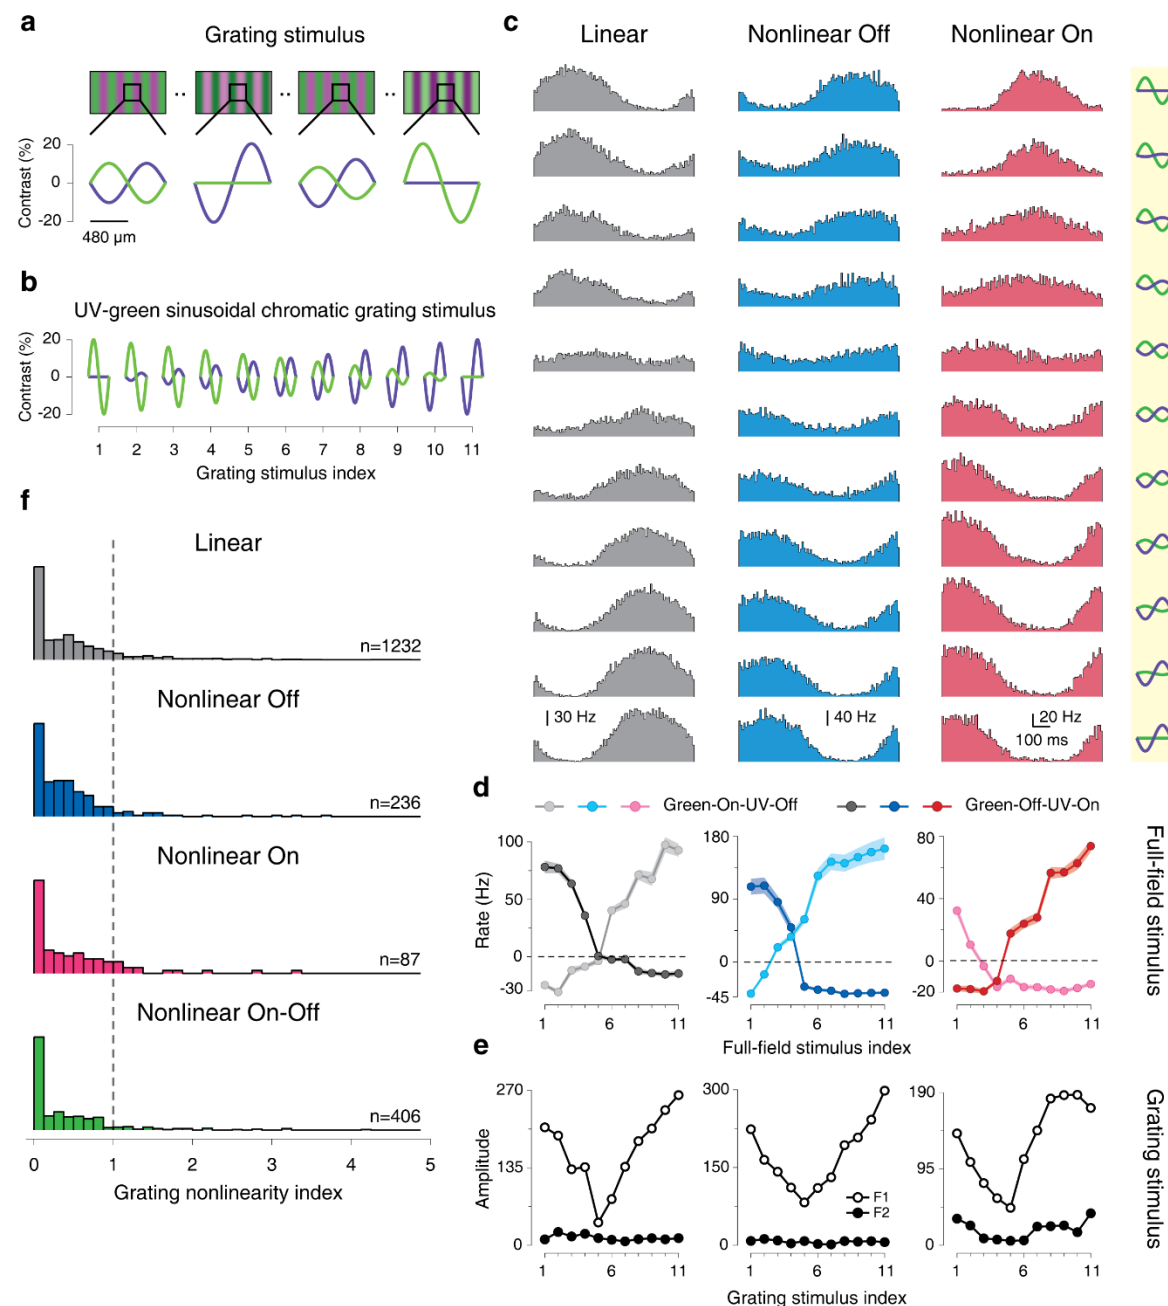 a
Grating stimulus
Contrast (%)
20
0
-20
480 µm
b
UV-green sinusoidal chromatic grating stimulus
Contrast (%)
20
0
-20
1 2 3 4 5 6 7 8 9 10 11
Grating stimulus index
c
Linear
Nonlinear Off
Nonlinear On
30 Hz
40 Hz
20 Hz
100 ms
d
Green-On-UV-Off
Green-Off-UV-On
Rate (Hz)
100
50
0
-30
1 6 11
180
90
0
-45
1 6 11
80
40
0
-20
1 6 11
Full-field stimulus index
Full-field stimulus
e
Amplitude
270
135
0
1 6 11
300
150
0
F1
F2
1 6 11
190
95
0
1 6 11
Grating stimulus index
Grating stimulus
f
Linear
n=1232
Nonlinear Off
n=236
Nonlinear On
n=87
Nonlinear On-Off
n=406
0 1 2 3 4 5
Grating nonlinearity index